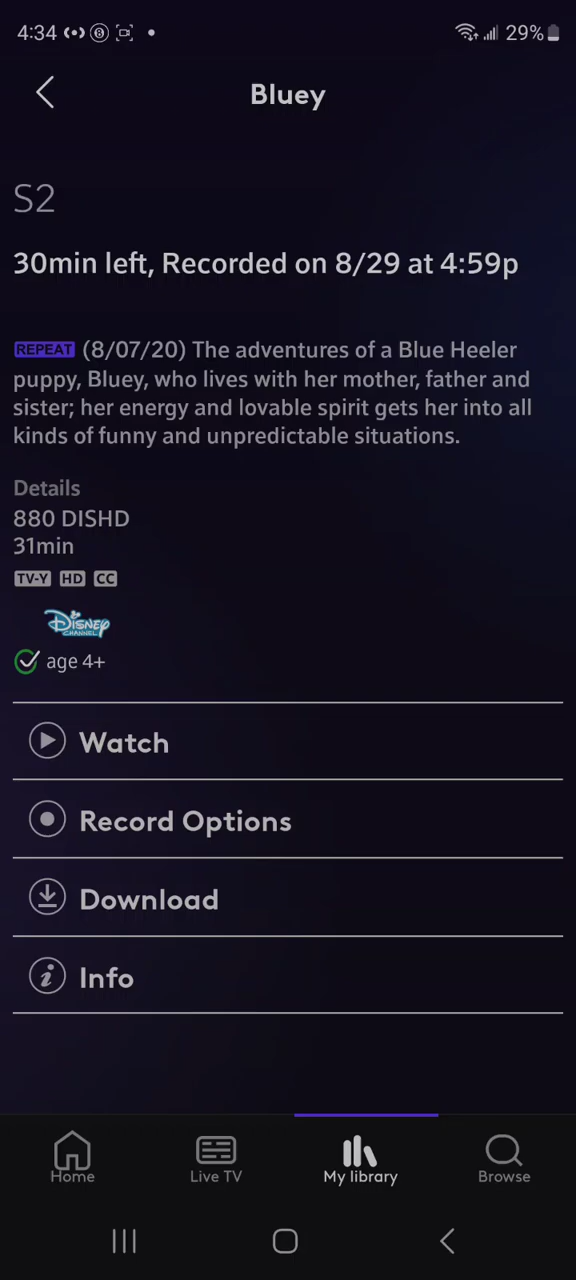 4:34
29%
Bluey
S2
30min left, Recorded on 8/29 at 4:59p
REPEAT (8/07/20) The adventures of a Blue Heeler
puppy, Bluey, who lives with her mother, father and
sister; her energy and lovable spirit gets her into all
kinds of funny and unpredictable situations.
Details
880 DISHD
31min
TV-Y HD CC
DISNEY
CHANNEL
age 4+
Watch
Record Options
Download
Info
Home
Live TV
My library
Browse